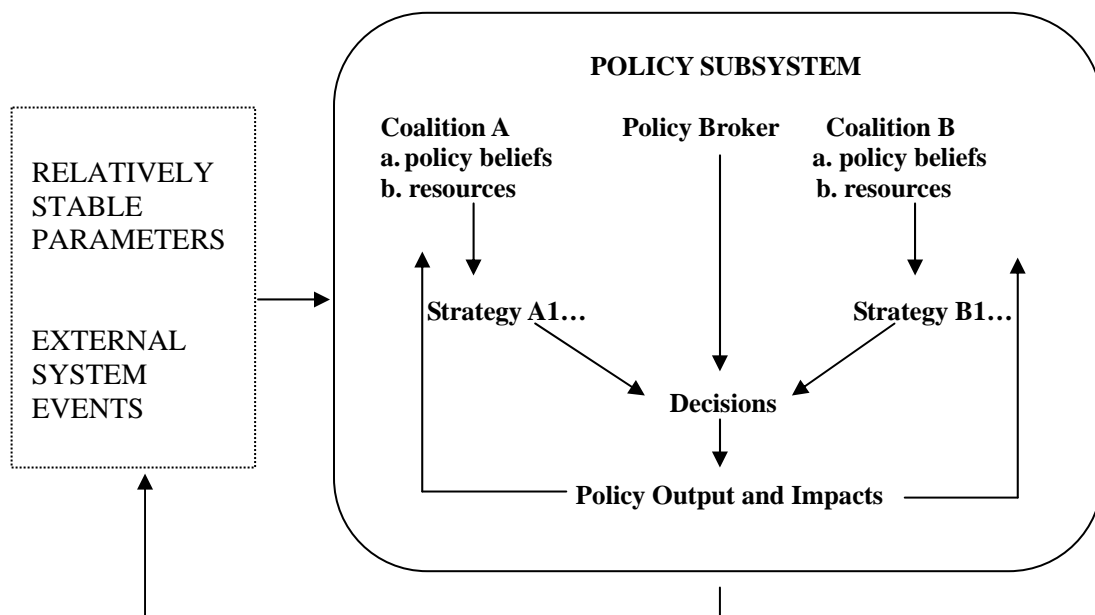 POLICY SUBSYSTEM
RELATIVELY
STABLE
PARAMETERS
EXTERNAL
SYSTEM
EVENTS
Coalition A
a. policy beliefs
b. resources
Policy Broker
Coalition B
a. policy beliefs
b. resources
Strategy A1…
Strategy B1…
Decisions
Policy Output and Impacts